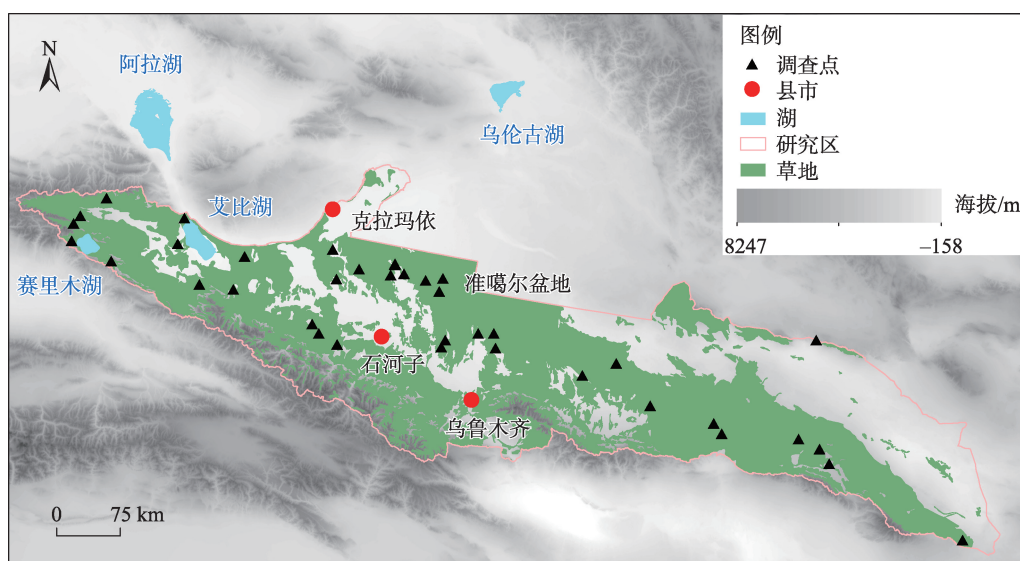 N
阿拉湖
乌伦古湖
艾比湖
克拉玛依
赛里木湖
准噶尔盆地
石河子
乌鲁木齐
0 75 km
图例
调查点
县市
湖
研究区
草地
海拔/m
8247 –158